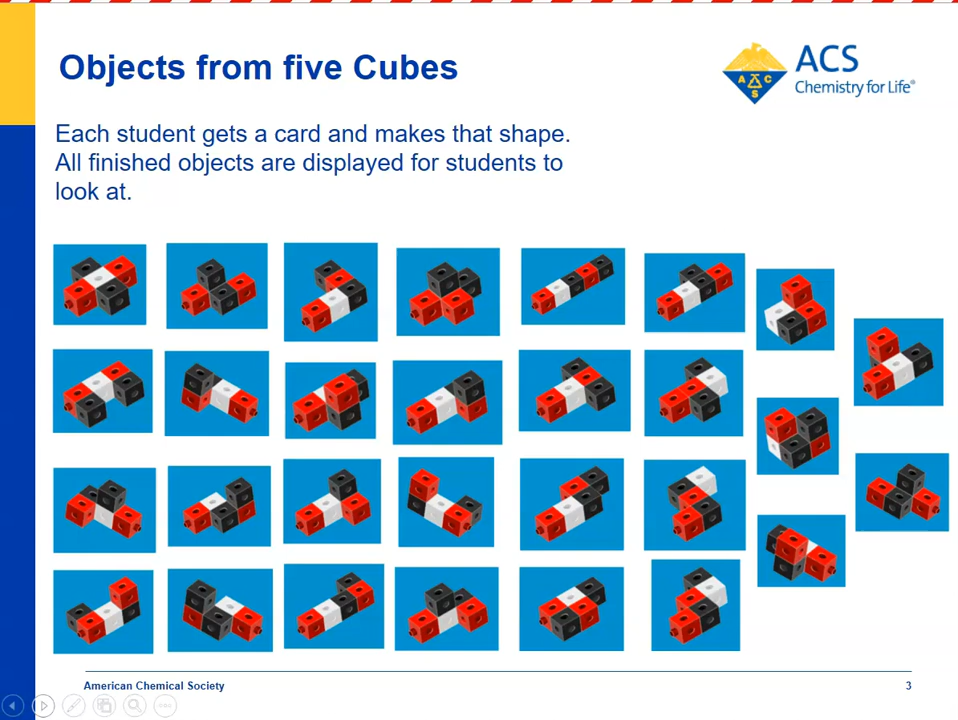 Objects from five Cubes
ACS
Chemistry for Life®
A C S
Each student gets a card and makes that shape.
All finished objects are displayed for students to
look at.
American Chemical Society
3